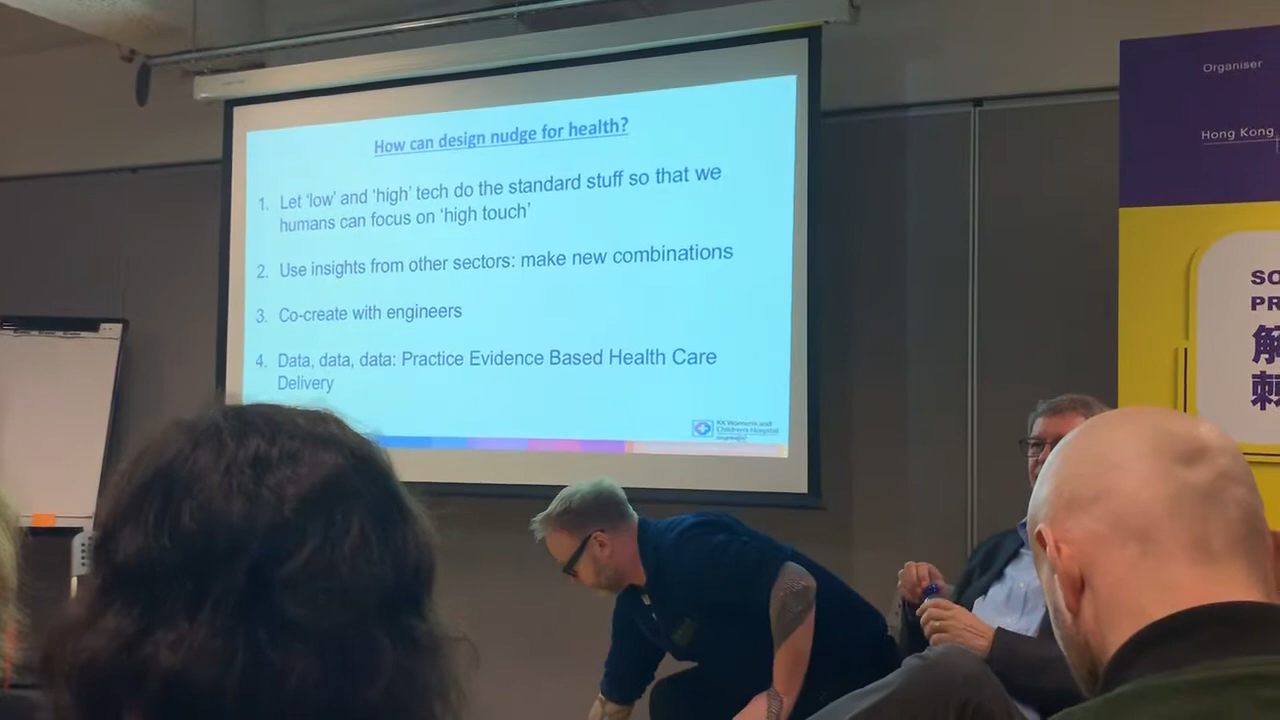 How can design nudge for health?
1. Let ‘low’ and ‘high’ tech do the standard stuff so that we
humans can focus on ‘high touch’
2. Use insights from other sectors: make new combinations
3. Co-create with engineers
4. Data, data, data: Practice Evidence Based Health Care
Delivery
KK Women's and
Children's Hospital
Organiser
Hong Kong
SO
PR
解